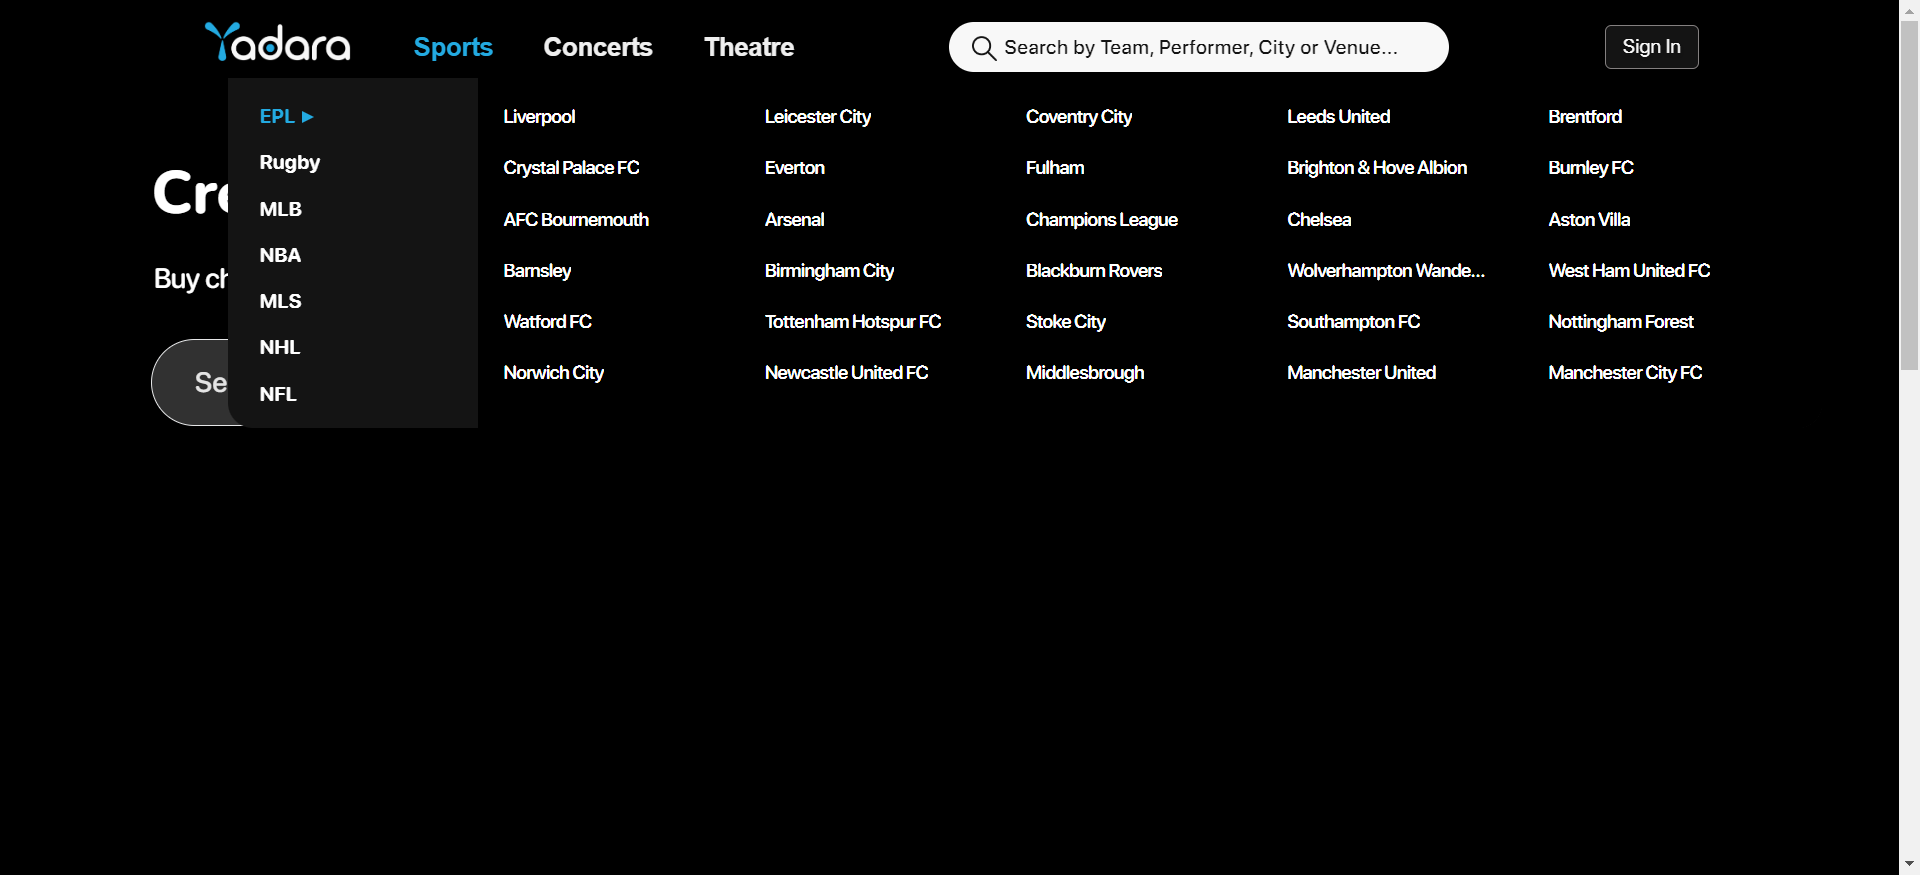 Yadara Sports Concerts Theatre Search by Team, Performer, City or Venue... Sign In
EPL ▶ Liverpool Leicester City Coventry City Leeds United Brentford
Rugby Crystal Palace FC Everton Fulham Brighton & Hove Albion Burnley FC
MLB AFC Bournemouth Arsenal Champions League Chelsea Aston Villa
NBA Barnsley Birmingham City Blackburn Rovers Wolverhampton Wande... West Ham United FC
MLS Watford FC Tottenham Hotspur FC Stoke City Southampton FC Nottingham Forest
NHL Norwich City Newcastle United FC Middlesbrough Manchester United Manchester City FC
NFL
Buy